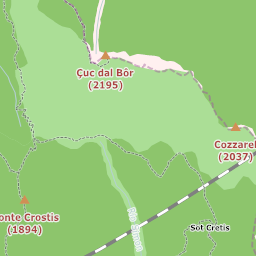 Çuc dal Bôr
(2195)
Cozzarel
(2037)
onte Crostis
(1894)
Sot Cretis